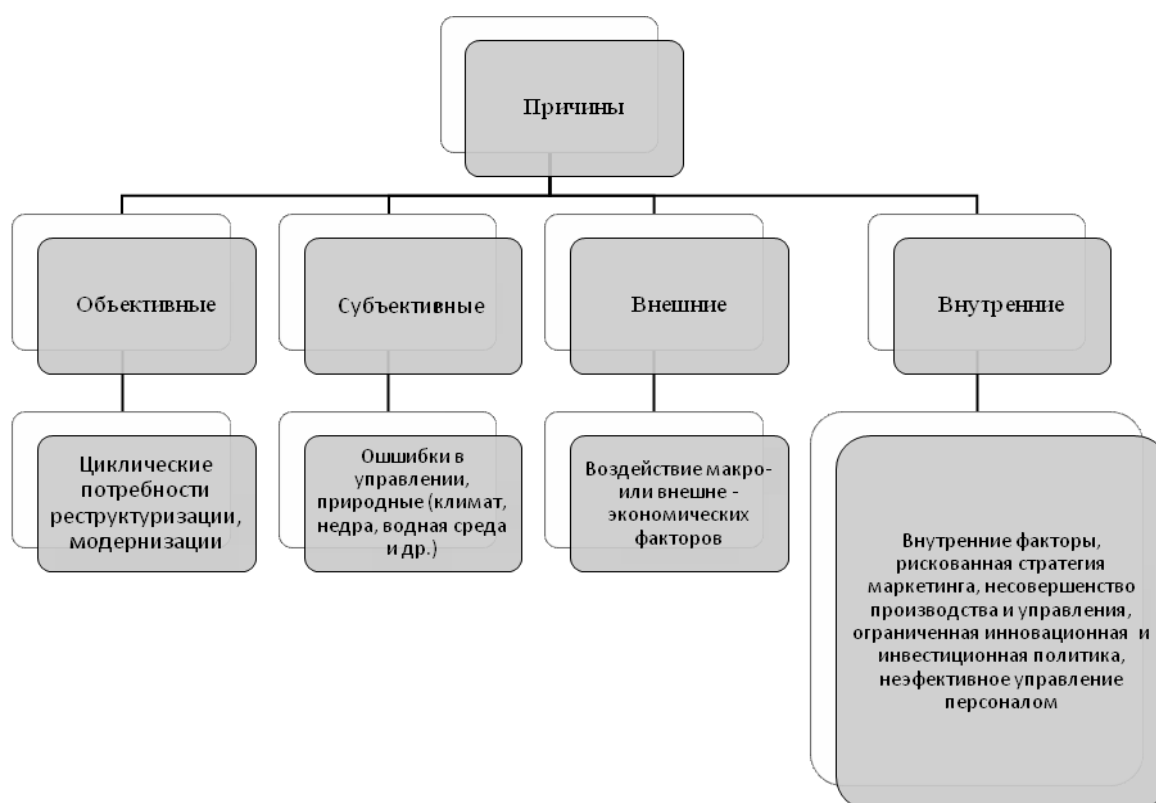 Причины
Объективные
Субъективные
Внешние
Внутренние
Циклические
потребности
реструктуризации,
модернизации
Ошшибки в
управлении,
природные (климат,
недра, водная среда
и др.)
Воздействие макро-
или внешне -
экономических
факторов
Внутренние факторы,
рискованная стратегия
маркетинга, несовершенство
производства и управления,
ограниченная инновационная и
инвестиционная политика,
неэфективное управление
персоналом